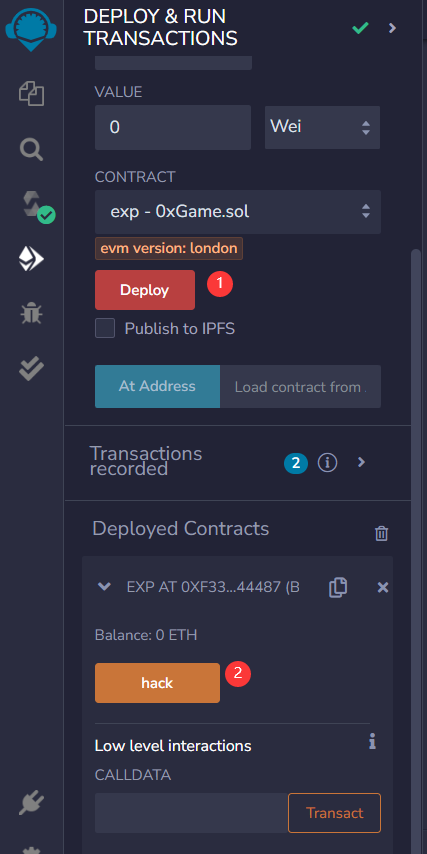 DEPLOY & RUN
TRANSACTIONS
VALUE
0
Wei
CONTRACT
exp - 0xGame.sol
evm version: london
Deploy
1
Publish to IPFS
At Address
Load contract from .
Transactions
recorded
2
Deployed Contracts
EXP AT 0XF33...44487 (B
Balance: 0 ETH
hack
2
Low level interactions
CALLDATA
Transact